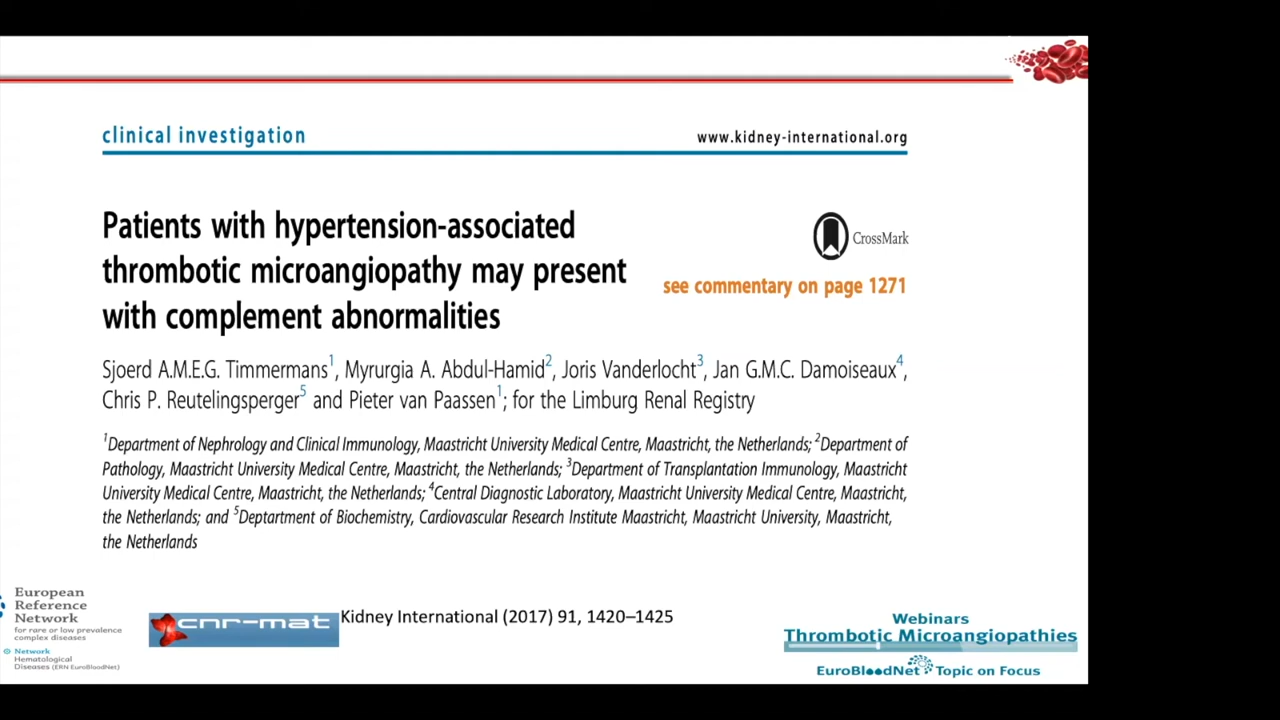 clinical investigation
www.kidney-international.org
Patients with hypertension-associated
thrombotic microangiopathy may present
with complement abnormalities
CrossMark
see commentary on page 1271
Sjoerd A.M.E.G. Timmermans1, Myrurgia A. Abdul-Hamid2, Joris Vanderlocht3, Jan G.M.C. Damoiseaux4,
Chris P. Reutelingsperger5 and Pieter van Paassen1; for the Limburg Renal Registry
1Department of Nephrology and Clinical Immunology, Maastricht University Medical Centre, Maastricht, the Netherlands; 2Department of
Pathology, Maastricht University Medical Centre, Maastricht, the Netherlands; 3Department of Transplantation Immunology, Maastricht
University Medical Centre, Maastricht, the Netherlands; 4Central Diagnostic Laboratory, Maastricht University Medical Centre, Maastricht,
the Netherlands; and 5Deptartment of Biochemistry, Cardiovascular Research Institute Maastricht, Maastricht University, Maastricht,
the Netherlands
European
Reference
Network
for rare or low prevalence
complex diseases
Network
Hematological
Diseases (ERN EuroBloodNet)
cnr-mat
Kidney International (2017) 91, 1420–1425
Webinars
Thrombotic Microangiopathies
EuroBloodNet Topic on Focus